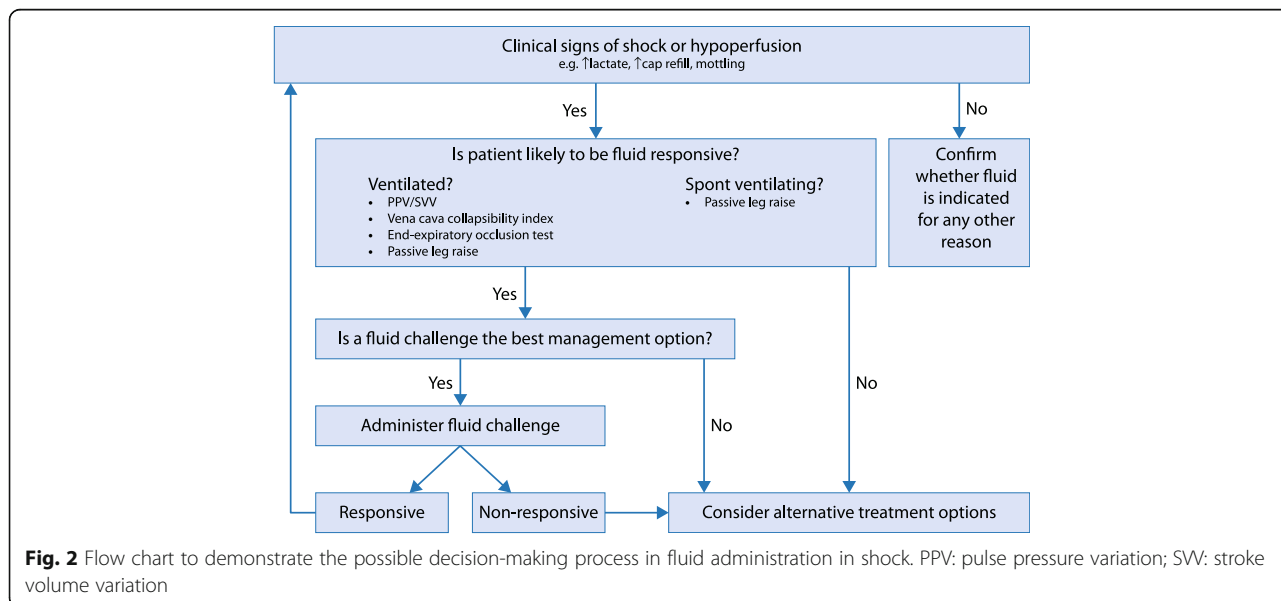 Clinical signs of shock or hypoperfusion
e.g. ↑lactate, ↑cap refill, mottling
Yes
No
Is patient likely to be fluid responsive?
Ventilated?
• PPV/SVV
• Vena cava collapsibility index
• End-expiratory occlusion test
• Passive leg raise
Spont ventilating?
• Passive leg raise
Confirm
whether fluid
is indicated
for any other
reason
Yes
No
Is a fluid challenge the best management option?
Yes
No
Administer fluid challenge
Responsive
Non-responsive
Consider alternative treatment options
Fig. 2 Flow chart to demonstrate the possible decision-making process in fluid administration in shock. PPV: pulse pressure variation; SVV: stroke
volume variation